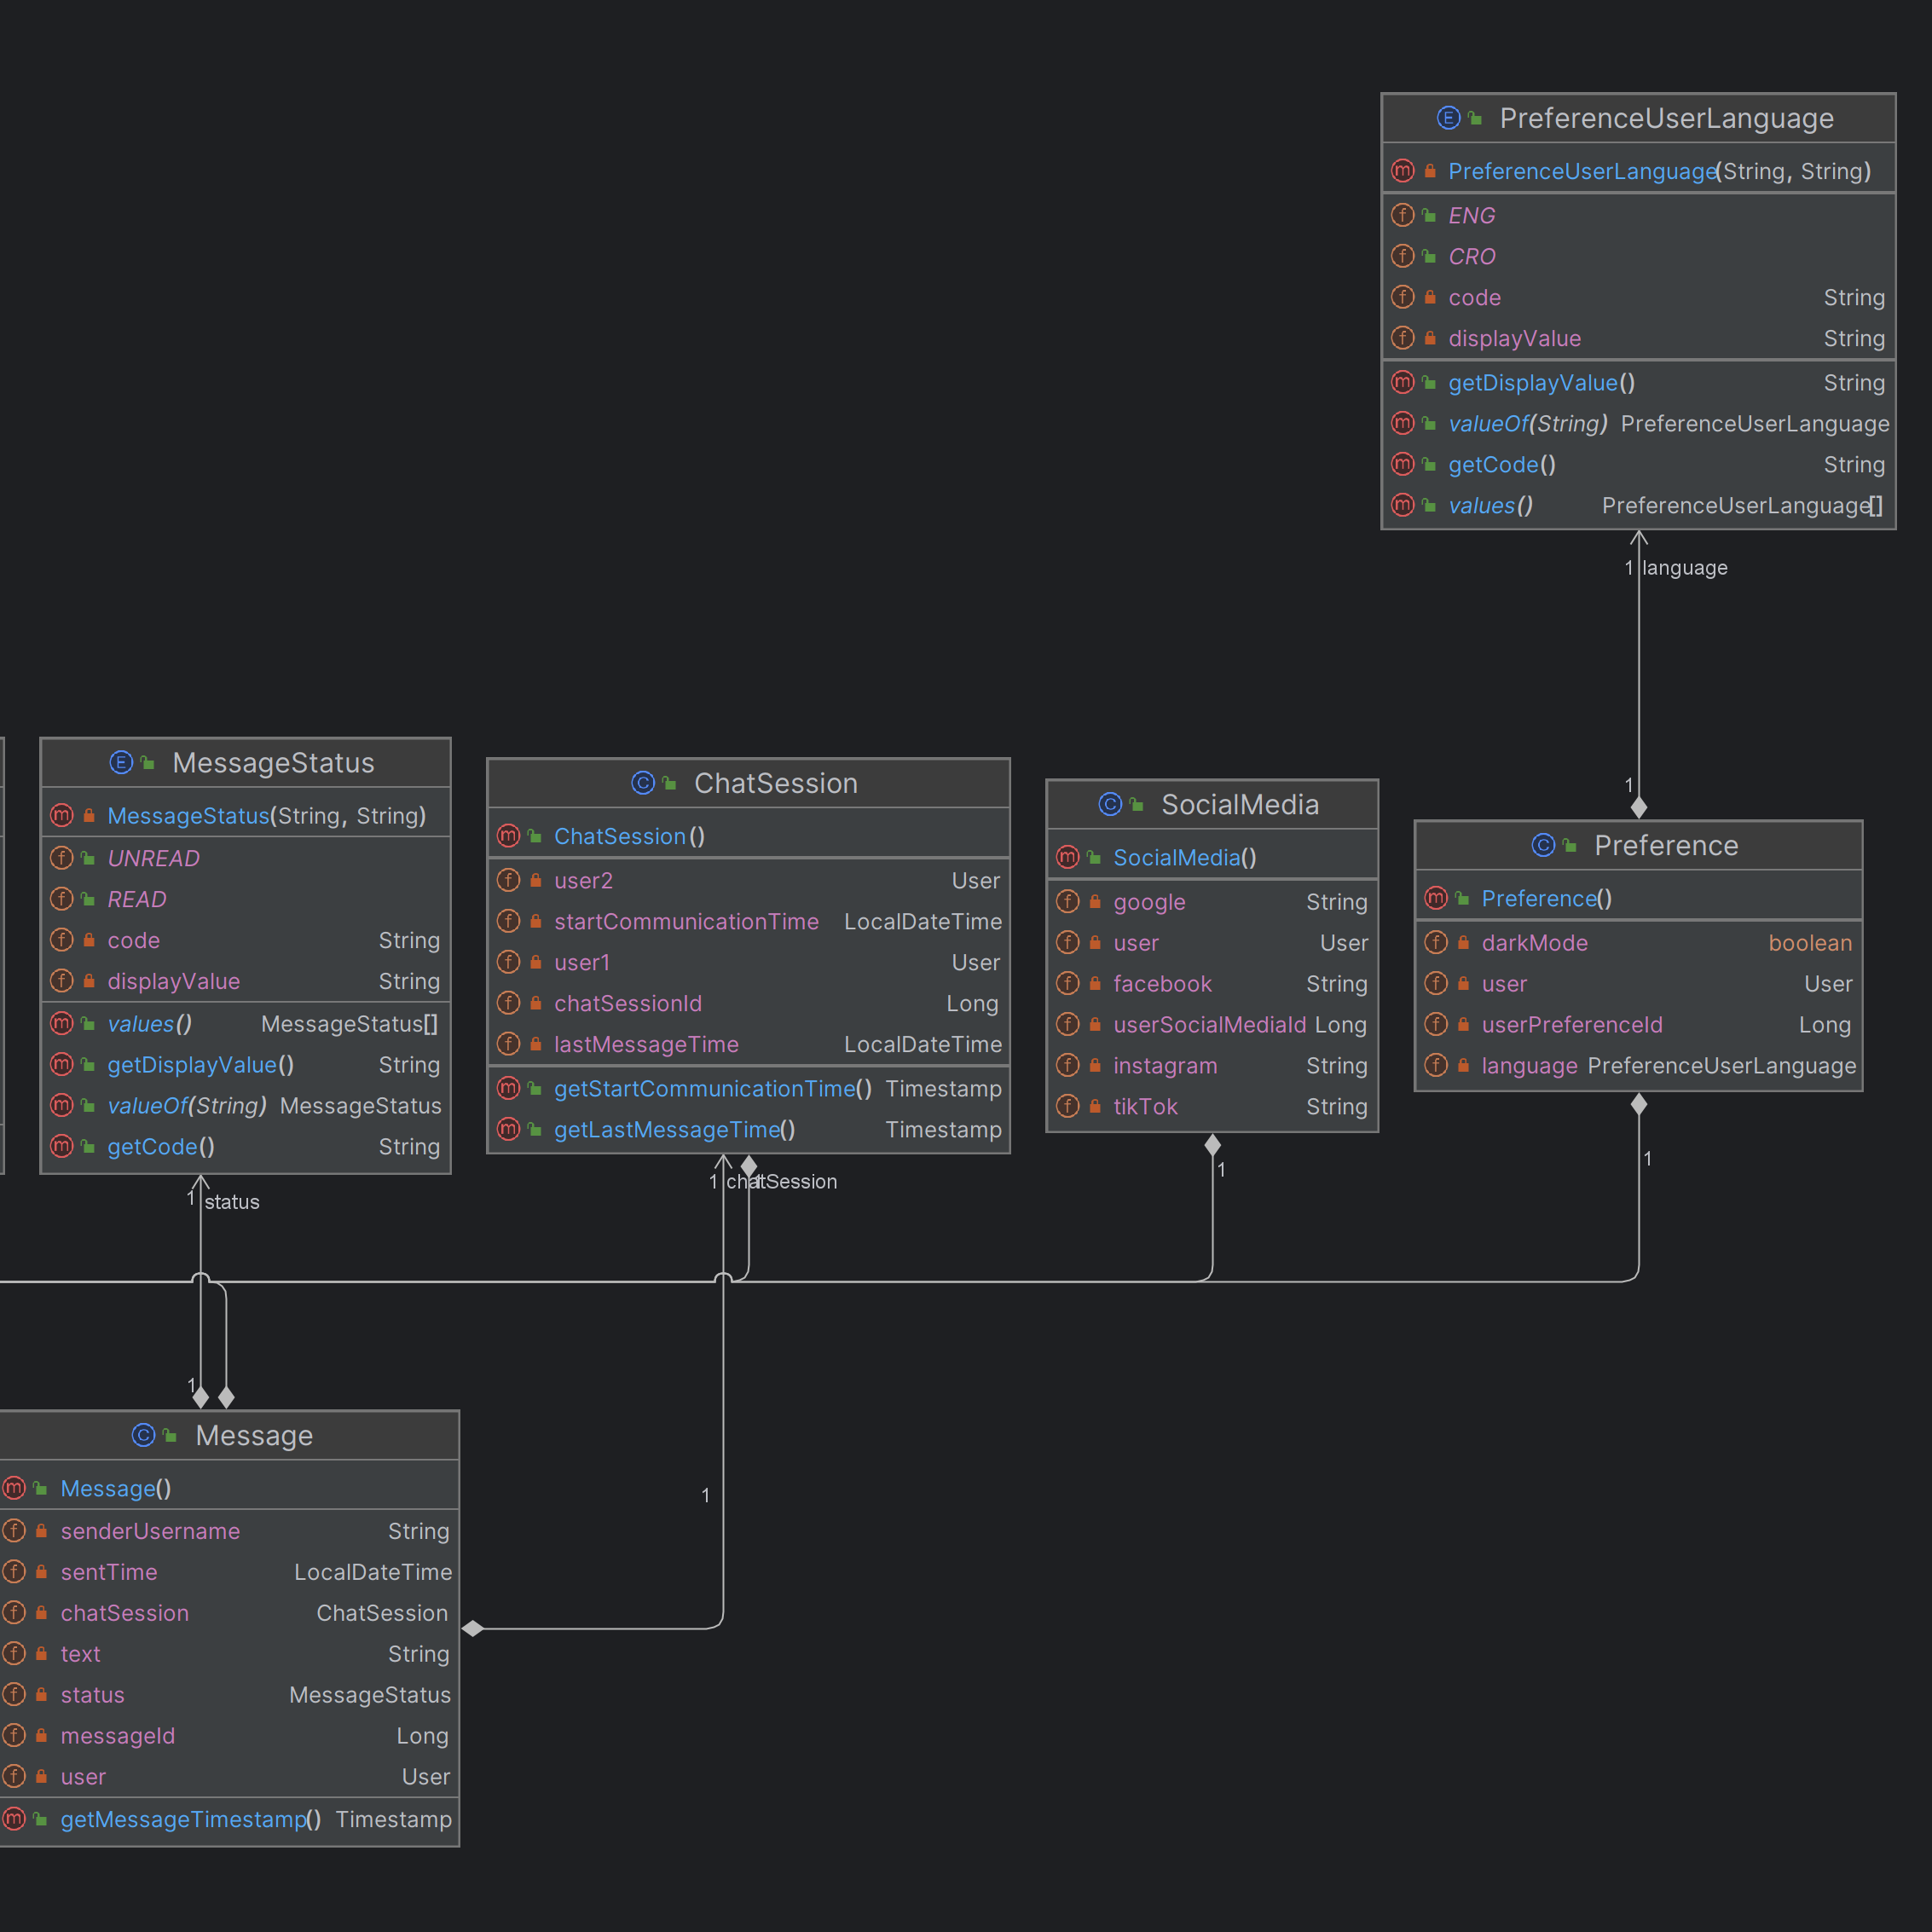 PreferenceUserLanguage
PreferenceUserLanguage(String, String)
ENG
CRO
code String
displayValue String
getDisplayValue() String
valueOf(String) PreferenceUserLanguage
getCode() String
values() PreferenceUserLanguage[]
1 language
1
MessageStatus
MessageStatus(String, String)
UNREAD
READ
code String
displayValue String
values() MessageStatus[]
getDisplayValue() String
valueOf(String) MessageStatus
getCode() String
1 status
1
ChatSession
ChatSession()
user2 User
startCommunicationTime LocalDateTime
user1 User
chatSessionId Long
lastMessageTime LocalDateTime
getStartCommunicationTime() Timestamp
getLastMessageTime() Timestamp
1 chatSession
1
1
SocialMedia
SocialMedia()
google String
user User
facebook String
userSocialMediaId Long
instagram String
tikTok String
1
Preference
Preference()
darkMode boolean
user User
userPreferenceId Long
language PreferenceUserLanguage
1
Message
Message()
senderUsername String
sentTime LocalDateTime
chatSession ChatSession
text String
status MessageStatus
messageId Long
user User
getMessageTimestamp() Timestamp